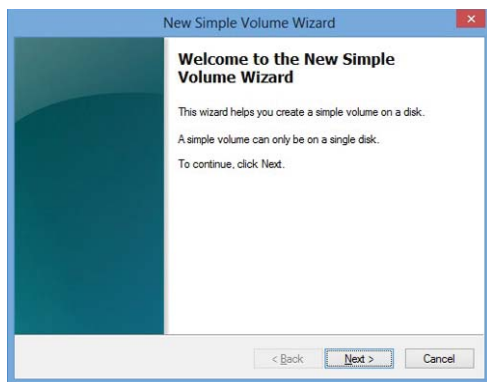 New Simple Volume Wizard
Welcome to the New Simple
Volume Wizard
This wizard helps you create a simple volume on a disk.
A simple volume can only be on a single disk.
To continue, click Next.
< Back
Next >
Cancel